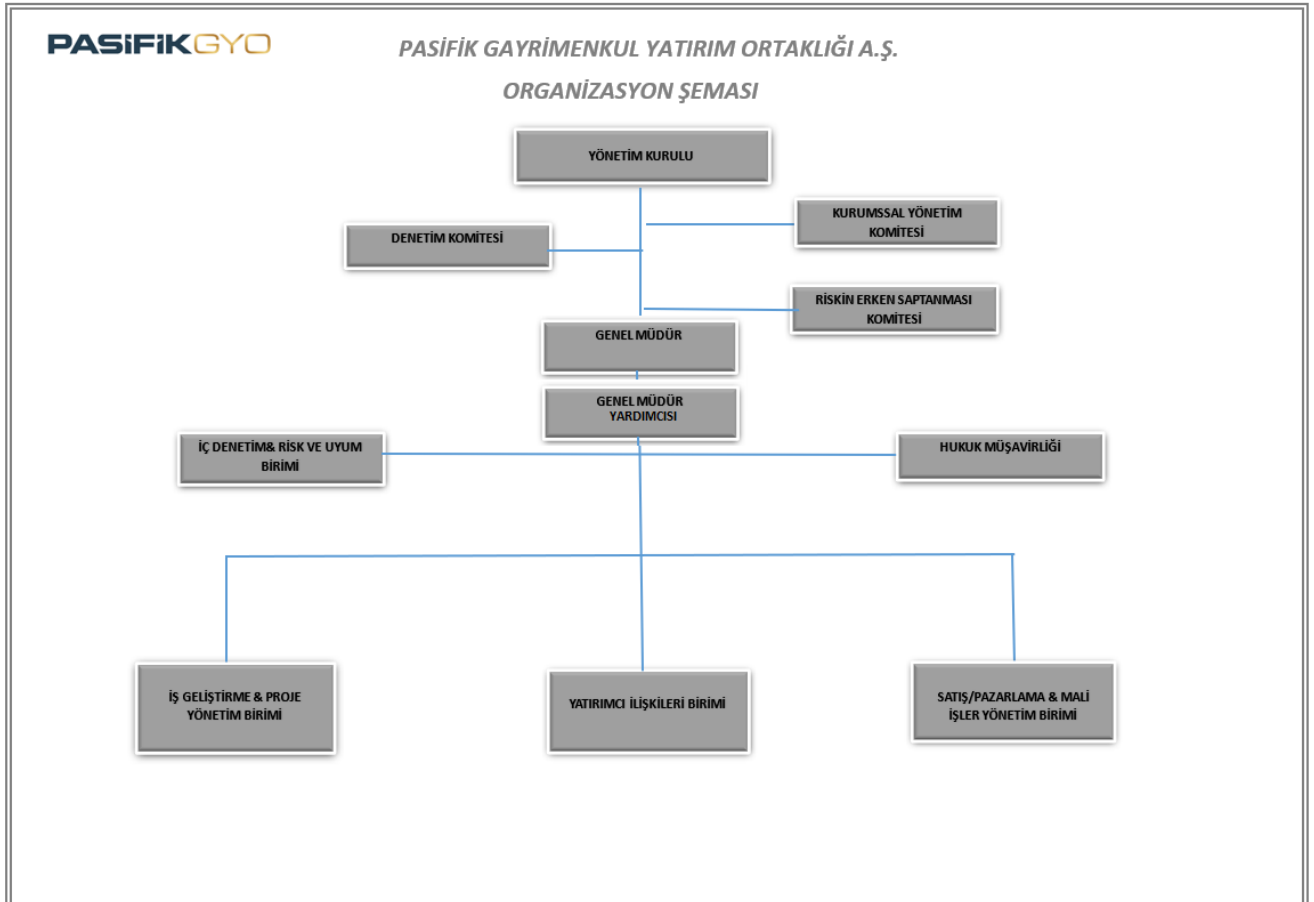 PASİFİKGYO
PASİFİK GAYRİMENKUL YATIRIM ORTAKLIĞI A.Ş.
ORGANİZASYON ŞEMASI
YÖNETİM KURULU
KURUMSSAL YÖNETİM
KOMİTESİ
DENETİM KOMİTESİ
RİSKİN ERKEN SAPTANMASI
KOMİTESİ
GENEL MÜDÜR
GENEL MÜDÜR
YARDIMCISI
İÇ DENETİM& RİSK VE UYUM
BİRİMİ
HUKUK MÜŞAVİRLİĞİ
İŞ GELİŞTİRME & PROJE
YÖNETİM BİRİMİ
YATIRIMCI İLİŞKİLERİ BİRİMİ
SATIŞ/PAZARLAMA & MALİ
İŞLER YÖNETİM BİRİMİ